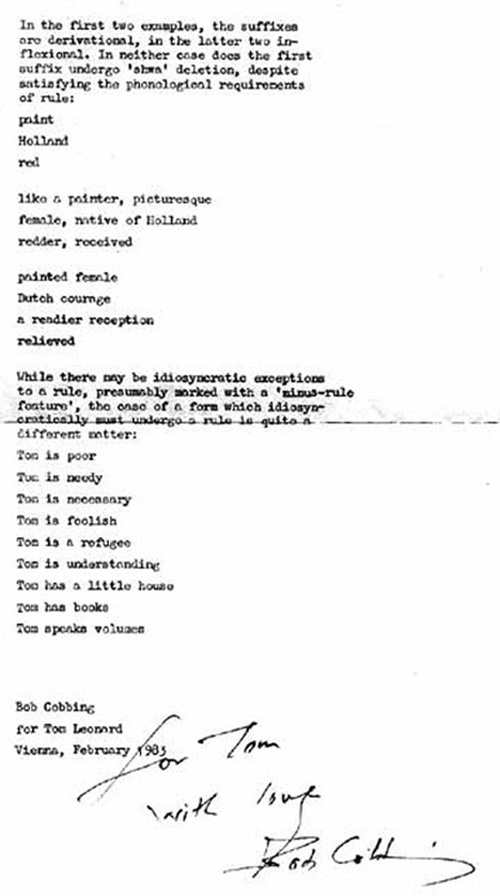 In the first two examples, the suffixes
are derivational, in the latter two in-
flexional. In neither case does the first
suffix undergo 'shwa' deletion, despite
satisfying the phonological requirements
of rule:
paint
Holland
red
like a painter, picturesque
female, native of Holland
redder, received
painted female
Dutch courage
a readier reception
relieved
While there may be idiosyncratic exceptions
to a rule, presumably marked with a 'minus-rule
feature', the case of a form which idiosyn-
cratically must undergo a rule is quite a
different matter:
Tom is poor
Tom is needy
Tom is necessary
Tom is foolish
Tom is a refugee
Tom is understanding
Tom has a little house
Tom has books
Tom speaks volumes
Bob Cobbing
for Tom Leonard
Vienna, February 1983
for Tom
with love
Bob Cobbing